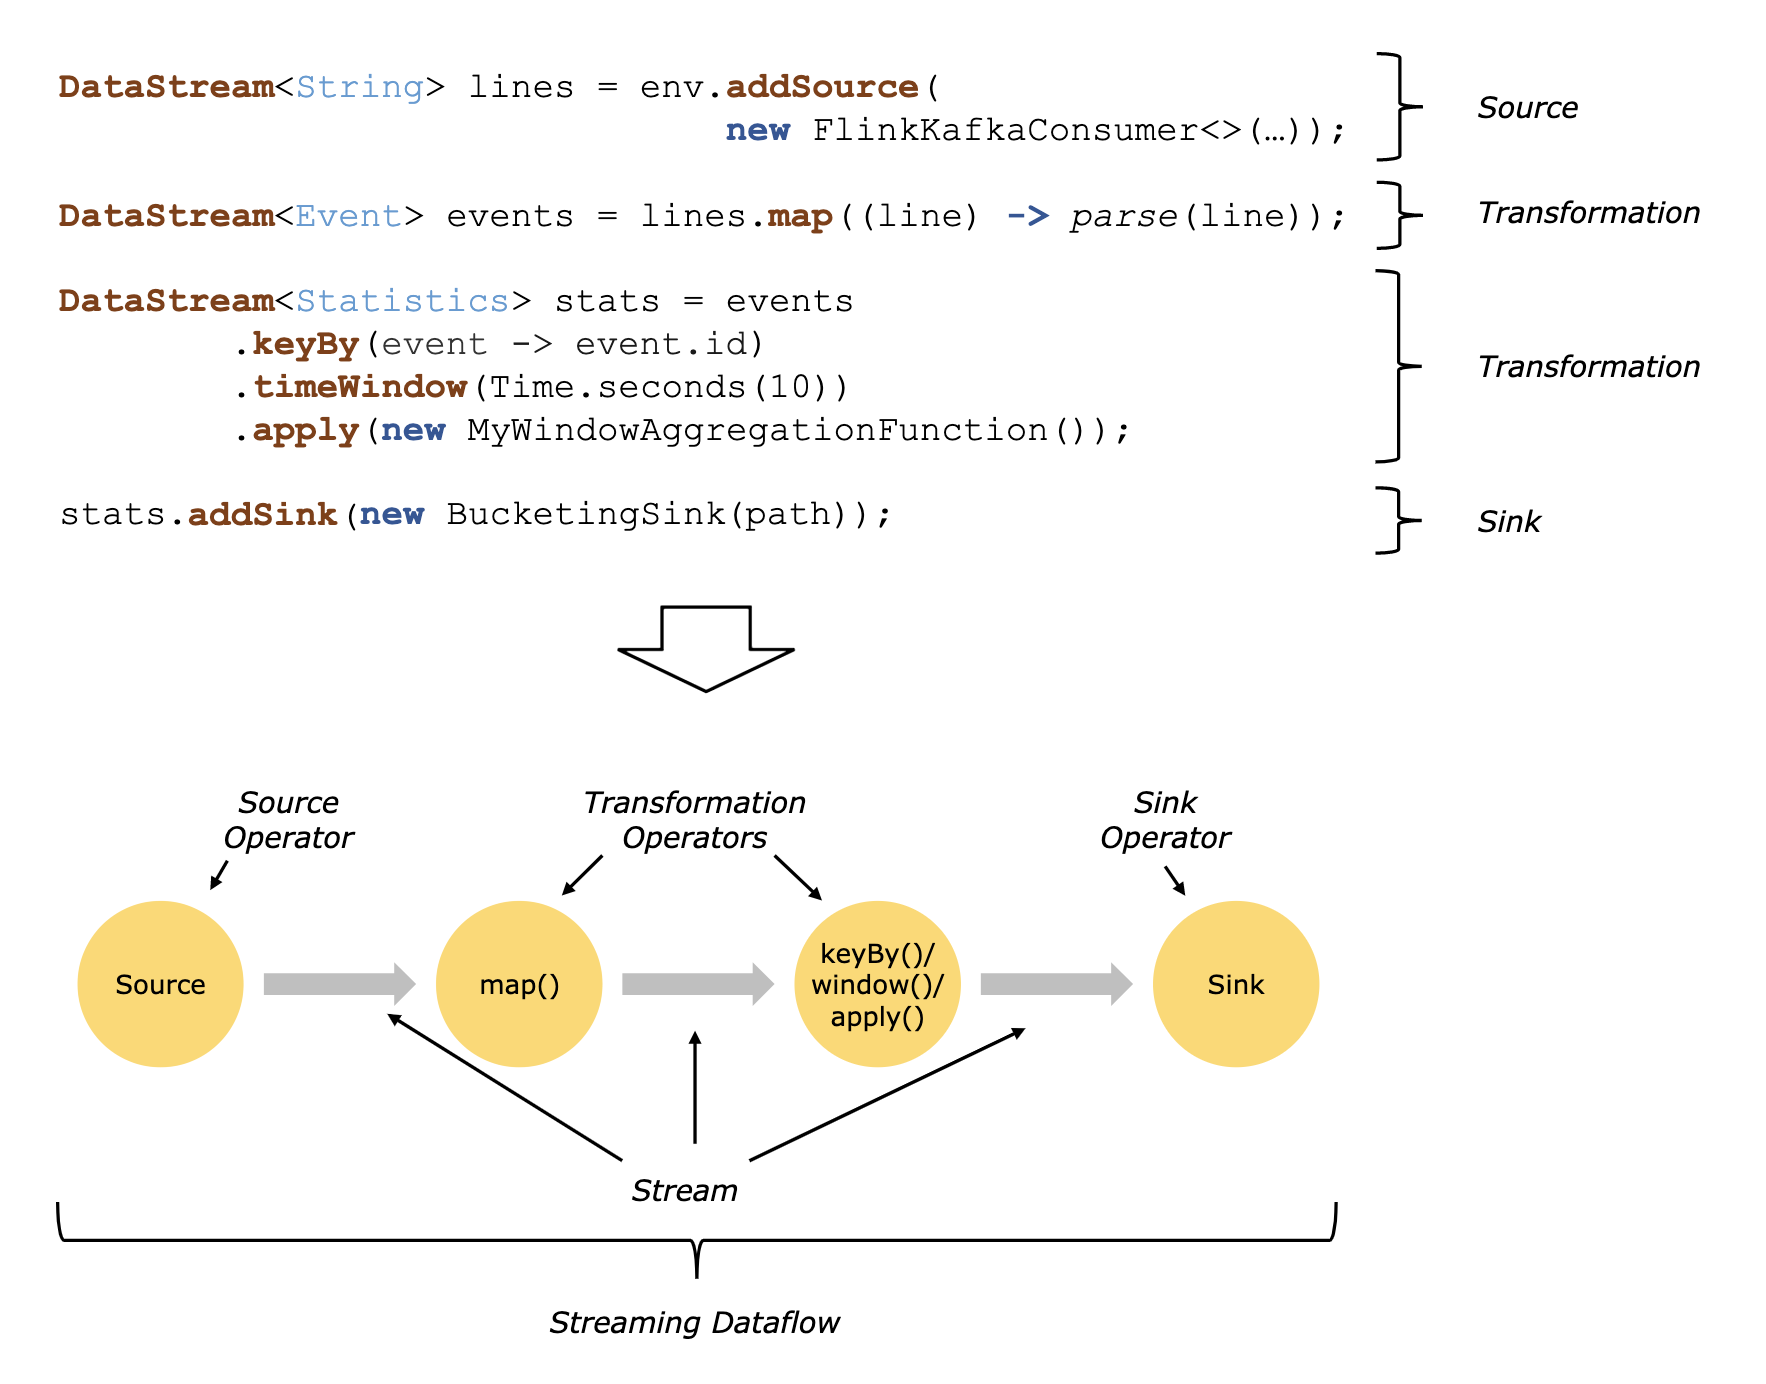 DataStream<String> lines = env.addSource(
new FlinkKafkaConsumer<>(…));
Source
DataStream<Event> events = lines.map((line) -> parse(line));
Transformation
DataStream<Statistics> stats = events
.keyBy(event -> event.id)
.timeWindow(Time.seconds(10))
.apply(new MyWindowAggregationFunction());
Transformation
stats.addSink(new BucketingSink(path));
Sink
Source
Operator
Transformation
Operators
Sink
Operator
Source
map()
keyBy()/
window()/
apply()
Sink
Stream
Streaming Dataflow